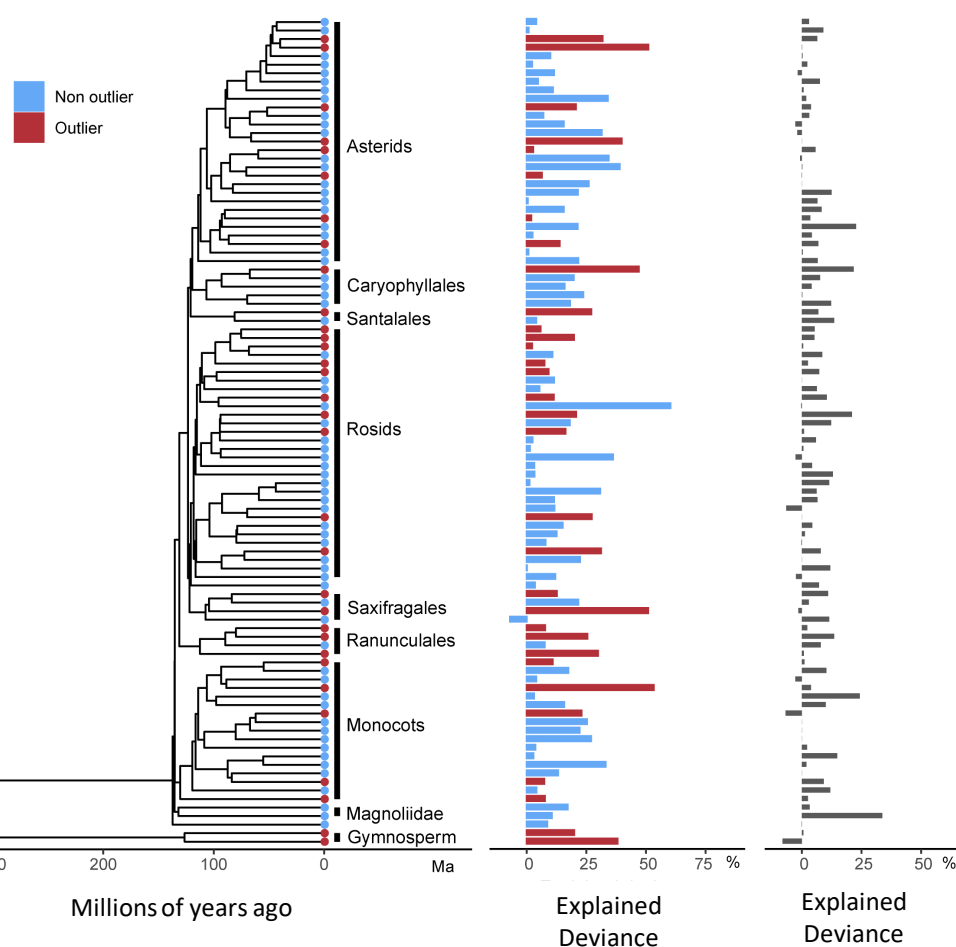 Non outlier
Outlier
Asterids
Caryophyllales
Santalales
Rosids
Saxifragales
Ranunculales
Monocots
Magnoliidae
Gymnosperm
0 200 100 0 Ma
0 25 50 75 %
0 50 %
Millions of years ago
Explained
Deviance
Explained
Deviance